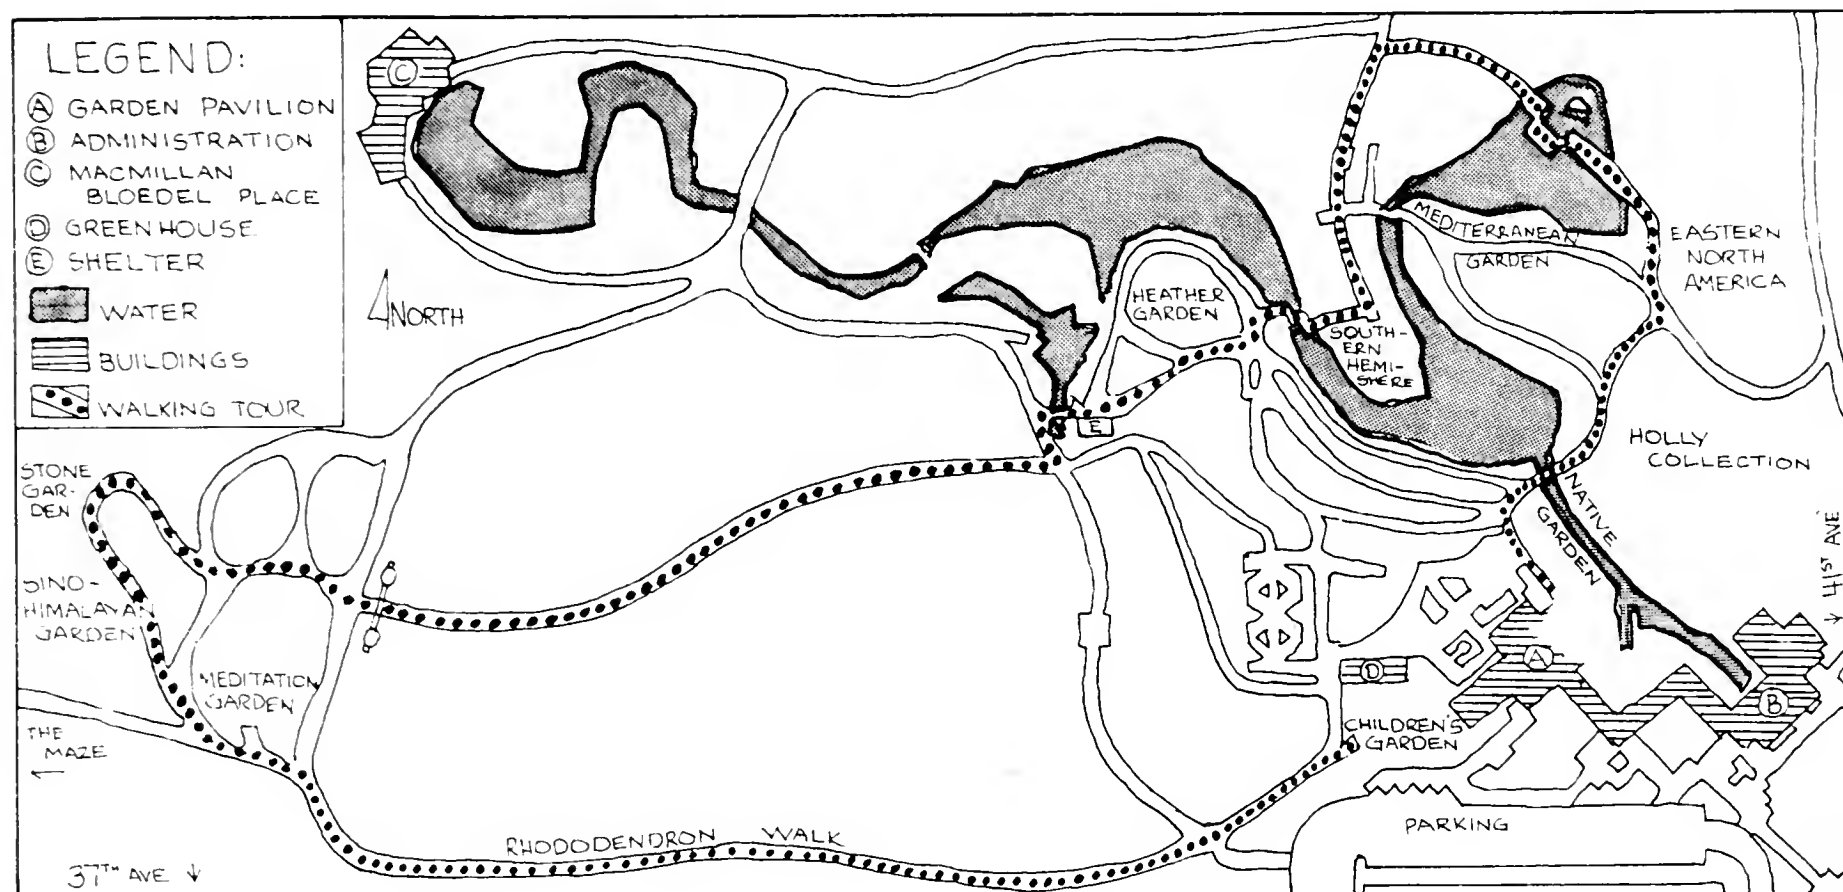 LEGEND:
Ⓐ GARDEN PAVILION
Ⓑ ADMINISTRATION
Ⓒ MACMILLAN
BLOEDEL PLACE
Ⓓ GREENHOUSE
Ⓔ SHELTER
WATER
BUILDINGS
WALKING TOUR
C
NORTH
HEATHER
GARDEN
MEDITERRANEAN
GARDEN
EASTERN
NORTH
AMERICA
SOUTH-
ERN
HEMI-
SHERE
E
HOLLY
COLLECTION
NATIVE
GARDEN
41ST AVE
STONE
GAR-
DEN
SINO-
HIMALAYAN
GARDEN
MEDITATION
GARDEN
THE
MAZE
A
B
D
CHILDREN'S
GARDEN
PARKING
RHODODENDRON WALK
37TH AVE